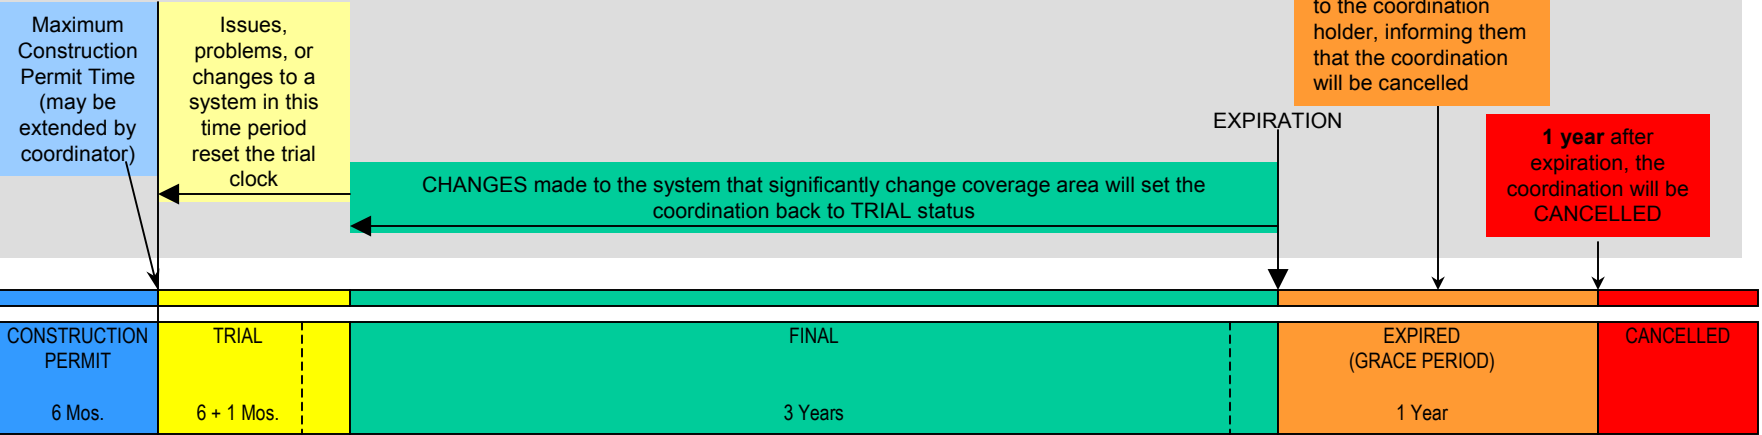 Maximum
Construction
Permit Time
(may be
extended by
coordinator)
Issues,
problems, or
changes to a
system in this
time period
reset the trial
clock
CHANGES made to the system that significantly change coverage area will set the
coordination back to TRIAL status
EXPIRATION
to the coordination
holder, informing them
that the coordination
will be cancelled
1 year after
expiration, the
coordination will be
CANCELLED
CONSTRUCTION
PERMIT
6 Mos.
TRIAL
6 + 1 Mos.
FINAL
3 Years
EXPIRED
(GRACE PERIOD)
1 Year
CANCELLED